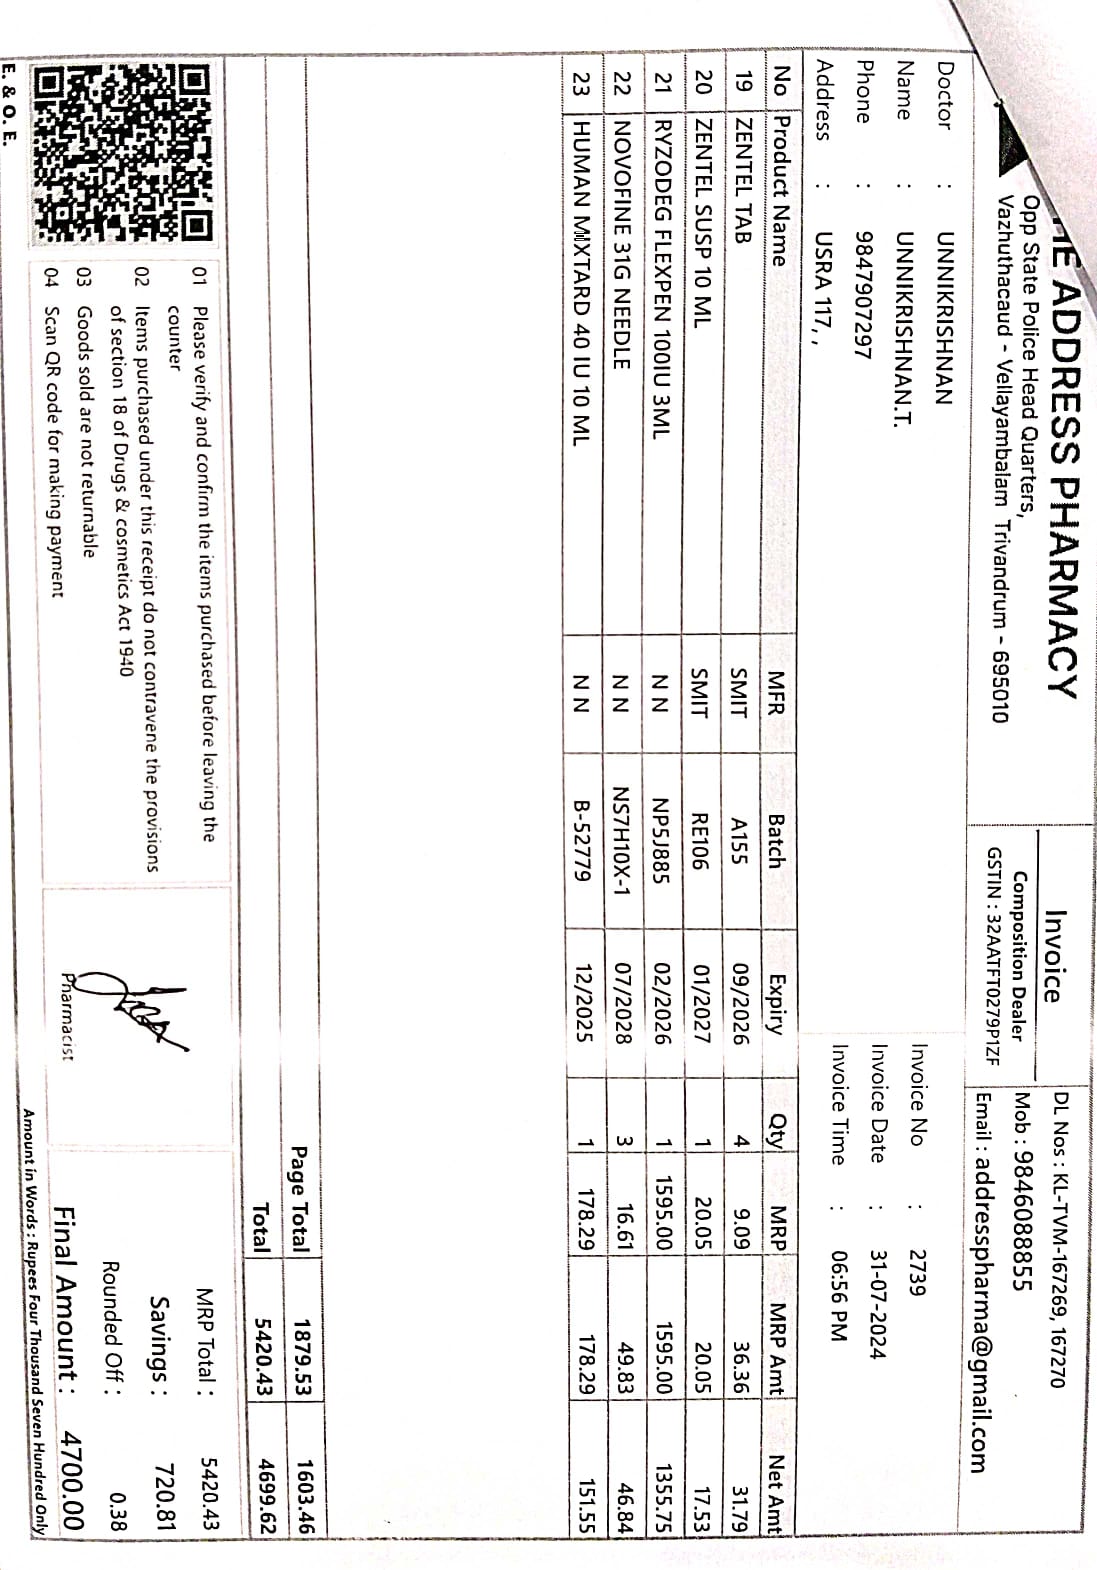 ADDRESS PHARMACY
Opp State Police Head Quarters,
Vazhuthacaud - Vellayambalam Trivandrum - 695010
Invoice
Composition Dealer
GSTIN : 32AATFT0279P1ZF
DL Nos : KL-TVM-167269, 167270
Mob : 9846088855
Email : addresspharma@gmail.com
Doctor : UNNIKRISHNAN
Name : UNNIKRISHNAN.T.
Phone : 9847907297
Address : USRA 117, ,
Invoice No : 2739
Invoice Date : 31-07-2024
Invoice Time : 06:56 PM
No Product Name MFR Batch Expiry Qty MRP MRP Amt Net Amt
19 ZENTEL TAB SMIT A155 09/2026 4 9.09 36.36 31.79
20 ZENTEL SUSP 10 ML SMIT RE106 01/2027 1 20.05 20.05 17.53
21 RYZODEG FLEXPEN 100IU 3ML N N NP5J885 02/2026 1 1595.00 1595.00 1355.75
22 NOVOFINE 31G NEEDLE N N NS7H10X-1 07/2028 3 16.61 49.83 46.84
23 HUMAN MIXTARD 40 IU 10 ML N N B-52779 12/2025 1 178.29 178.29 151.55
Page Total 1879.53 1603.46
Total 5420.43 4699.62
01 Please verify and confirm the items purchased before leaving the
counter
02 Items purchased under this receipt do not contravene the provisions
of section 18 of Drugs & cosmetics Act 1940
03 Goods sold are not returnable
04 Scan QR code for making payment
Pharmacist
MRP Total : 5420.43
Savings : 720.81
Rounded Off : 0.38
Final Amount : 4700.00
Amount in Words : Rupees Four Thousand Seven Hundred Only
E. & O. E.